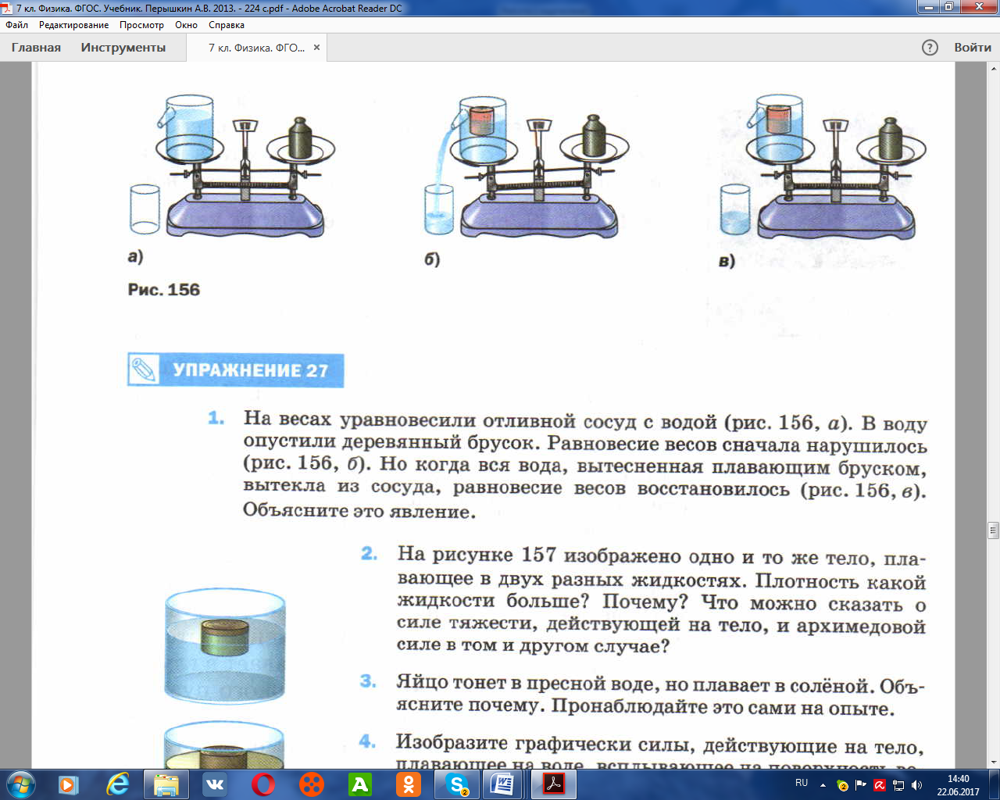 7 кл. Физика. ФГОС. Учебник. Перышкин А.В. 2013. - 224 с.pdf - Adobe Acrobat Reader DC
Файл Редактирование Просмотр Окно Справка
Главная Инструменты 7 кл. Физика. ФГО... × ? Войти
а) б) в)
Рис. 156
УПРАЖНЕНИЕ 27
1. На весах уравновесили отливной сосуд с водой (рис. 156, а). В воду
опустили деревянный брусок. Равновесие весов сначала нарушилось
(рис. 156, б). Но когда вся вода, вытесненная плавающим бруском,
вытекла из сосуда, равновесие весов восстановилось (рис. 156, в).
Объясните это явление.
2. На рисунке 157 изображено одно и то же тело, пла-
вающее в двух разных жидкостях. Плотность какой
жидкости больше? Почему? Что можно сказать о
силе тяжести, действующей на тело, и архимедовой
силе в том и другом случае?
3. Яйцо тонет в пресной воде, но плавает в солёной. Объ-
ясните почему. Пронаблюдайте это сами на опыте.
4. Изобразите графически силы, действующие на тело,
плавающее на воде, всплывающее на поверхность во-
RU 14:40
22.06.2017